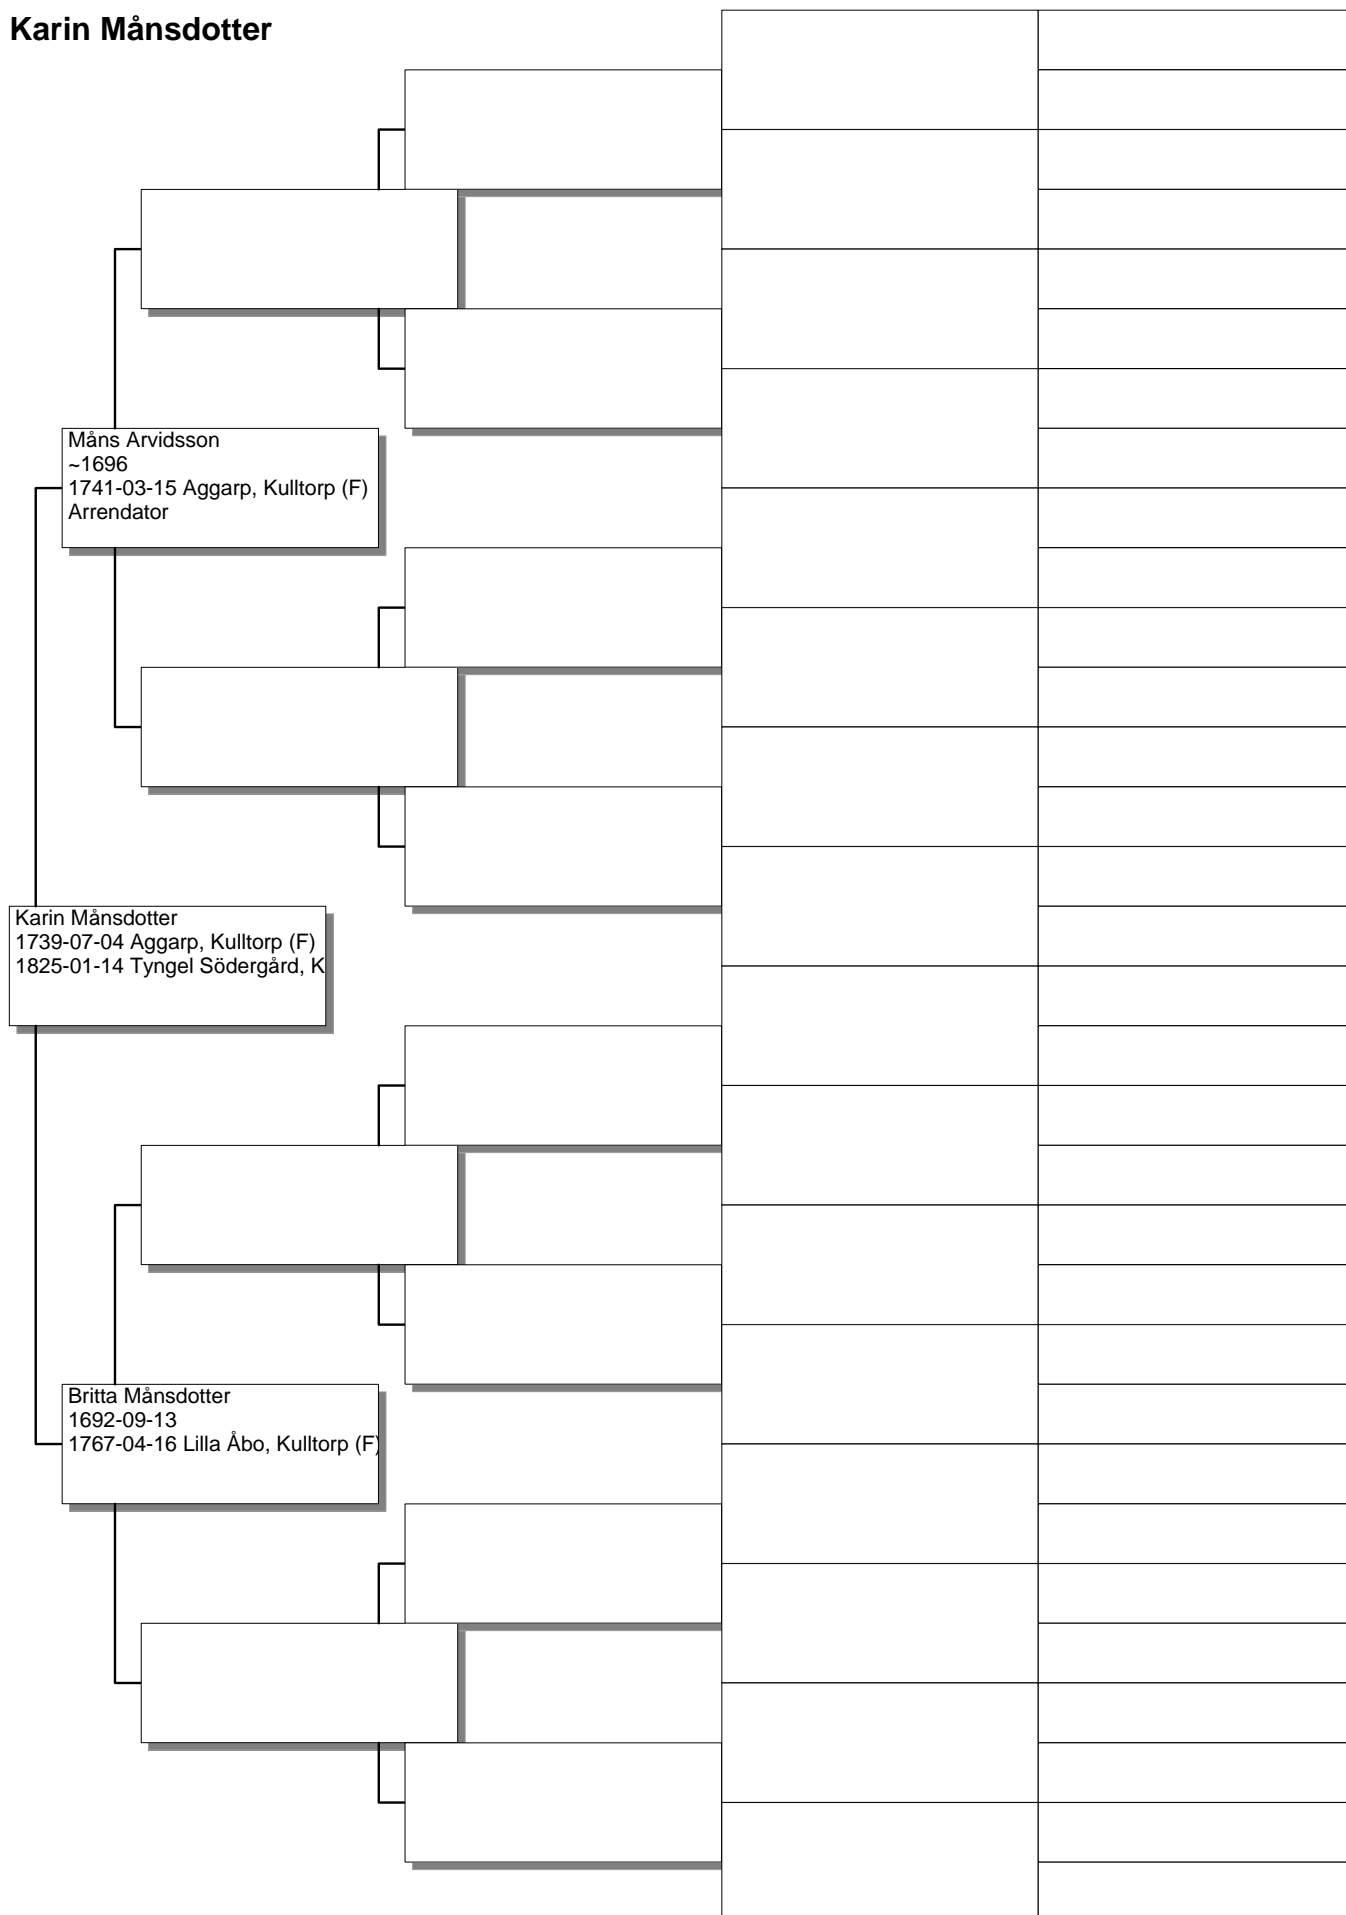 Karin Månsdotter
Måns Arvidsson
~1696
1741-03-15 Aggarp, Kulltorp (F)
Arrendator
Karin Månsdotter
1739-07-04 Aggarp, Kulltorp (F)
1825-01-14 Tyngel Södergård, K
Britta Månsdotter
1692-09-13
1767-04-16 Lilla Åbo, Kulltorp (F)